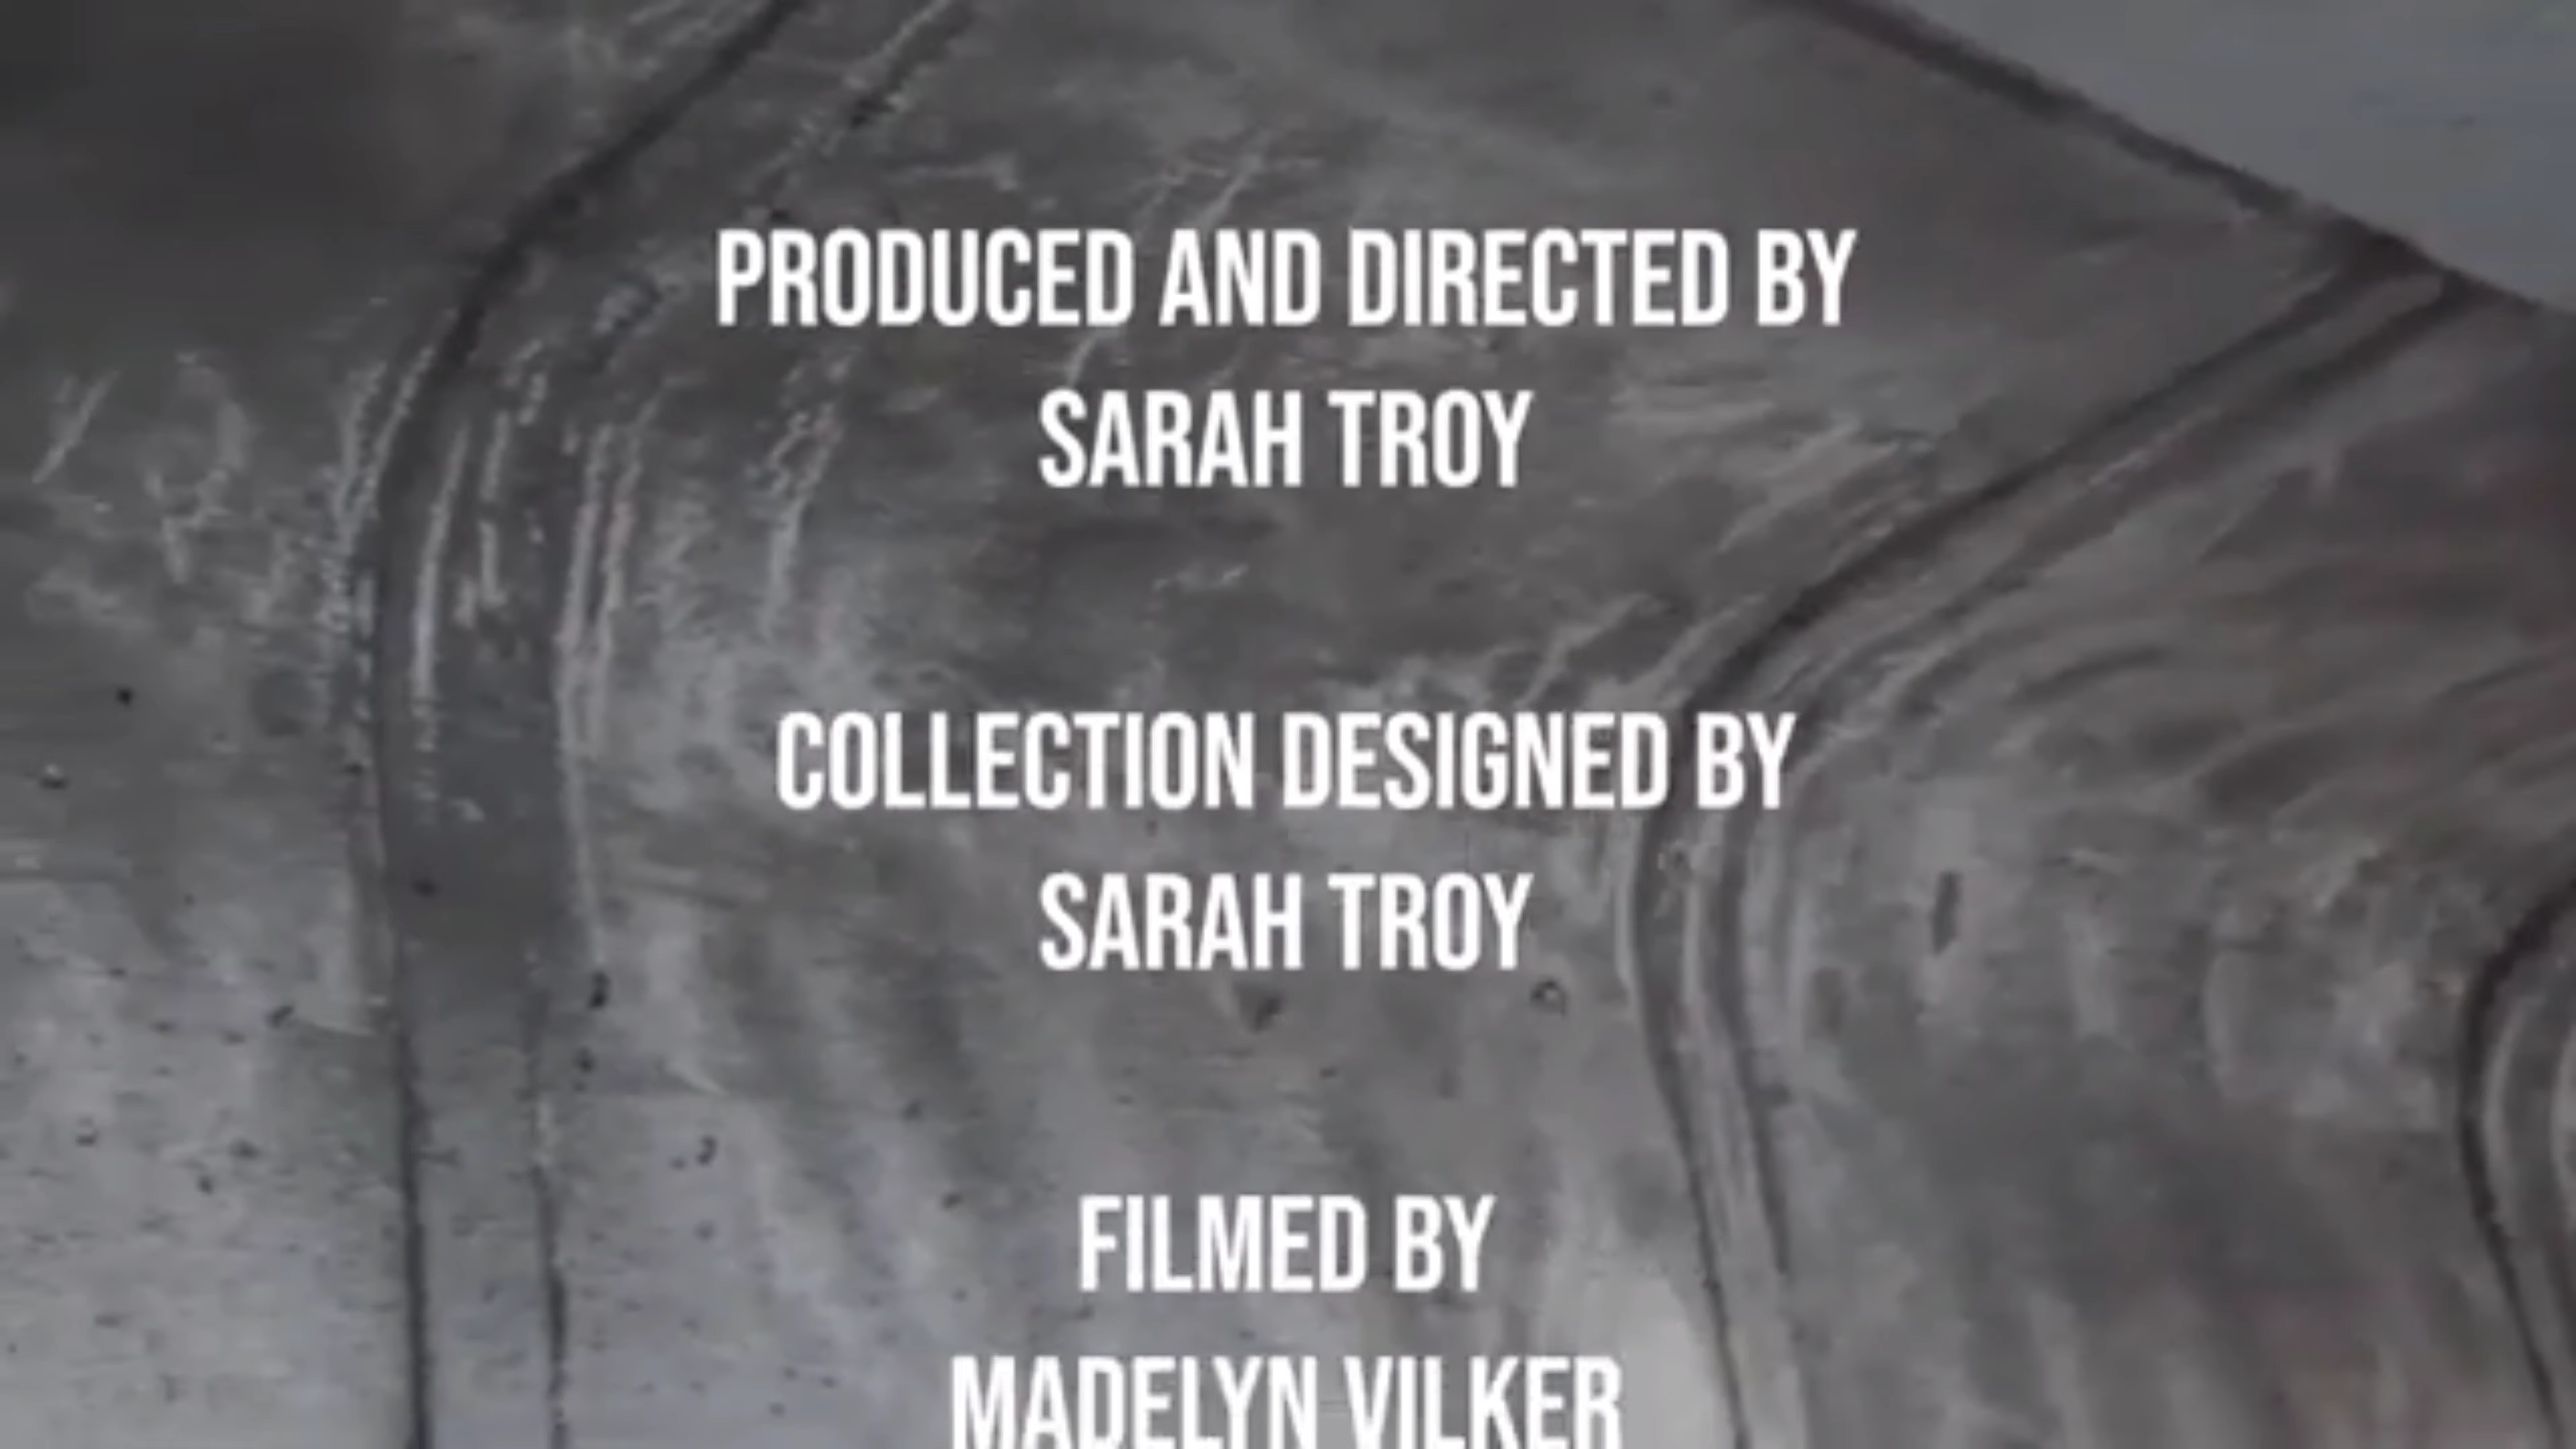 PRODUCED AND DIRECTED BY
SARAH TROY
COLLECTION DESIGNED BY
SARAH TROY
FILMED BY
MADELYN VILKER